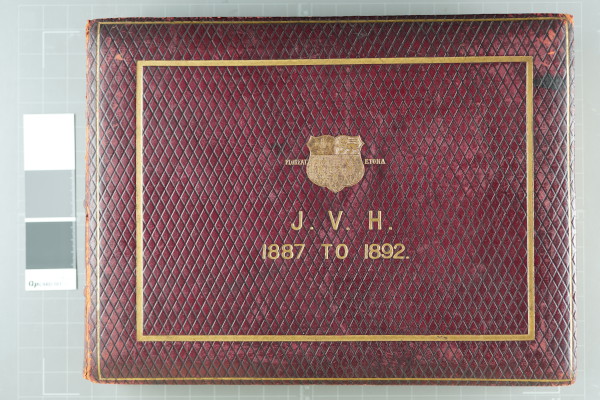 FLOREAT ETONA
J. V. H.
1887 TO 1892.